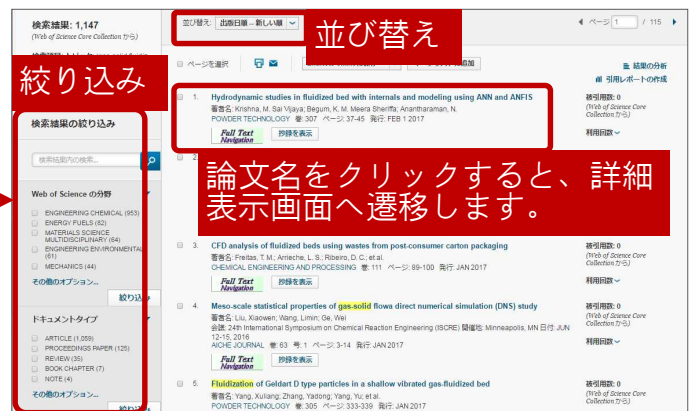 検索結果: 1,147
(Web of Science Core Collection から)
並び替え: 出版日順 -- 新しい順
並び替え
ページ 1 / 115
ページを選択
追加
結果の分析
引用レポートの作成
絞り込み
検索結果の絞り込み
検索結果内の検索...
Web of Science の分野
ENGINEERING CHEMICAL (953)
ENERGY FUELS (82)
MATERIALS SCIENCE
MULTIDISCIPLINARY (64)
ENGINEERING ENVIRONMENTAL
(61)
MECHANICS (44)
その他のオプション...
絞り込み
ドキュメントタイプ
ARTICLE (1,059)
PROCEEDINGS PAPER (125)
REVIEW (35)
BOOK CHAPTER (7)
NOTE (4)
その他のオプション...
絞り込み
1. Hydrodynamic studies in fluidized bed with internals and modeling using ANN and ANFIS
著者名: Krishna, M. Sai Vijaya; Begum, K. M. Meera Sheriffa; Anantharaman, N.
POWDER TECHNOLOGY 巻: 307 ページ: 37-45 発行: FEB 1 2017
Full Text
Navigation
抄録を表示
被引用数: 0
(Web of Science Core
Collection から)
利用回数
2.
論文名をクリックすると、詳細
表示画面へ遷移します。
3. CFD analysis of fluidized beds using wastes from post-consumer carton packaging
著者名: Freitas, T. M.; Arrieche, L. S.; Ribeiro, D. C.; et al.
CHEMICAL ENGINEERING AND PROCESSING 巻: 111 ページ: 89-100 発行: JAN 2017
Full Text
Navigation
抄録を表示
被引用数: 0
(Web of Science Core
Collection から)
利用回数
4. Meso-scale statistical properties of gas-solid flowa direct numerical simulation (DNS) study
著者名: Liu, Xiaowen; Wang, Limin; Ge, Wei
会議: 24th International Symposium on Chemical Reaction Engineering (ISCRE) 開催地: Minneapolis, MN 日付: JUN
12-15, 2016
AICHE JOURNAL 巻: 63 号: 1 ページ: 3-14 発行: JAN 2017
Full Text
Navigation
抄録を表示
被引用数: 0
(Web of Science Core
Collection から)
利用回数
5. Fluidization of Geldart D type particles in a shallow vibrated gas-fluidized bed
著者名: Yang, Xuliang; Zhang, Yadong; Yang, Yu; et al.
POWDER TECHNOLOGY 巻: 305 ページ: 333-339 発行: JAN 2017
被引用数: 0
(Web of Science Core
Collection から)